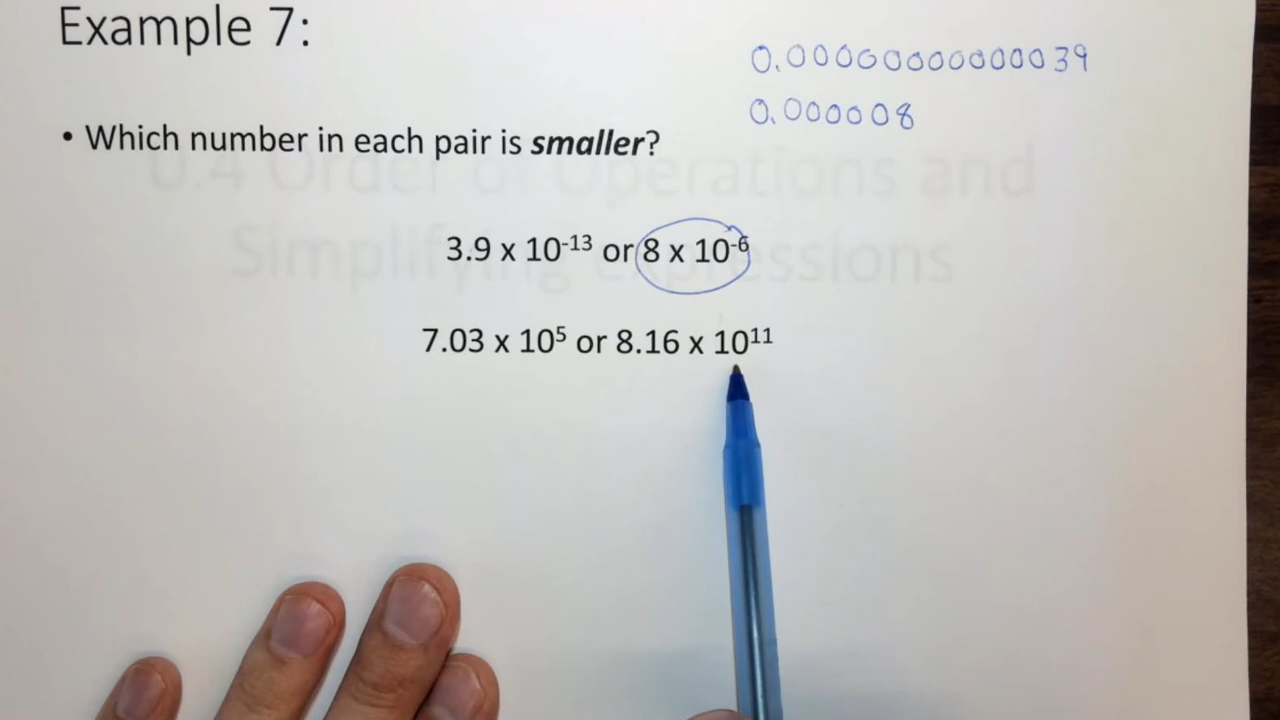 Example 7:
0.00000000000039
0.000008
• Which number in each pair is smaller?
0.4 Order of Operations and
Simplifying Expressions
3.9 x 10⁻¹³ or 8 x 10⁻⁶
7.03 x 10⁵ or 8.16 x 10¹¹